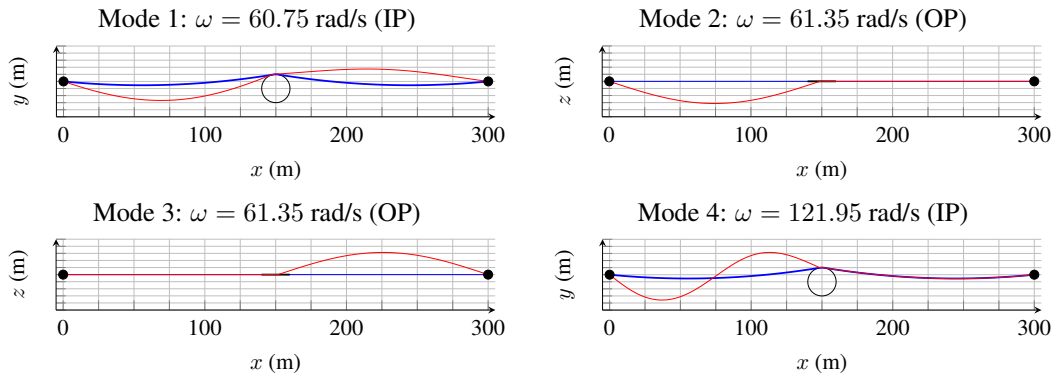 Mode 1: ω = 60.75 rad/s (IP)
y (m)
0 100 200 300
x (m)
Mode 2: ω = 61.35 rad/s (OP)
z (m)
0 100 200 300
x (m)
Mode 3: ω = 61.35 rad/s (OP)
z (m)
0 100 200 300
x (m)
Mode 4: ω = 121.95 rad/s (IP)
y (m)
0 100 200 300
x (m)